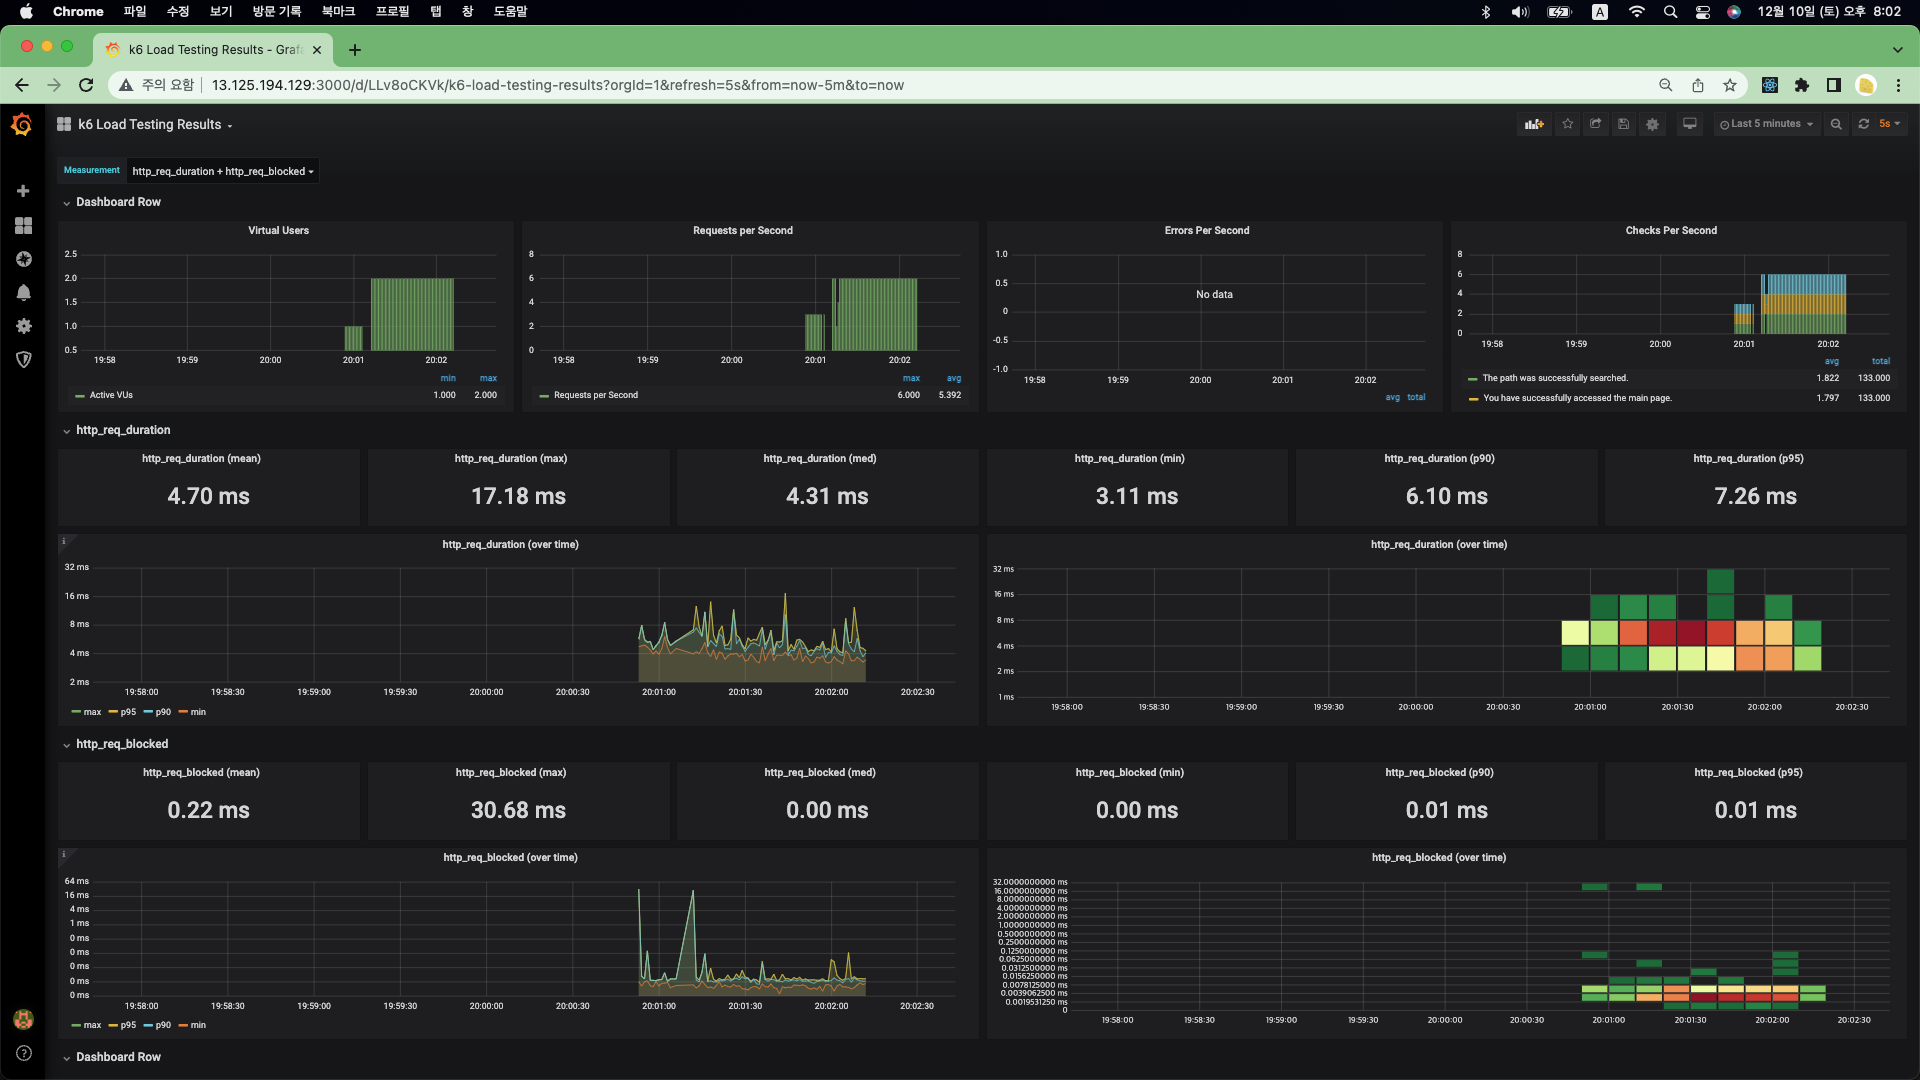 Chrome 파일 수정 보기 방문 기록 북마크 프로필 탭 창 도움말 A 12월 10일 (토) 오후 8:02
k6 Load Testing Results - Grafa
주의 요함 13.125.194.129:3000/d/LLv8oCKVk/k6-load-testing-results?orgId=1&refresh=5s&from=now-5m&to=now
k6 Load Testing Results Last 5 minutes 5s
Measurement http_req_duration + http_req_blocked
Dashboard Row
Virtual Users
2.5
2.0
1.5
1.0
0.5
19:58 19:59 20:00 20:01 20:02
min max
Active VUs 1.000 2.000
Requests per Second
8
6
4
2
0
19:58 19:59 20:00 20:01 20:02
max avg
Requests per Second 6.000 5.392
Errors Per Second
1.0
0.5
0
-0.5
-1.0
No data
19:58 19:59 20:00 20:01 20:02
avg total
Checks Per Second
8
6
4
2
0
19:58 19:59 20:00 20:01 20:02
avg total
The path was successfully searched. 1.822 133.000
You have successfully accessed the main page. 1.797 133.000
http_req_duration
http_req_duration (mean)
4.70 ms
http_req_duration (max)
17.18 ms
http_req_duration (med)
4.31 ms
http_req_duration (min)
3.11 ms
http_req_duration (p90)
6.10 ms
http_req_duration (p95)
7.26 ms
http_req_duration (over time)
32 ms
16 ms
8 ms
4 ms
2 ms
19:58:00 19:58:30 19:59:00 19:59:30 20:00:00 20:00:30 20:01:00 20:01:30 20:02:00 20:02:30
max p95 p90 min
http_req_duration (over time)
32 ms
16 ms
8 ms
4 ms
2 ms
1 ms
19:58:00 19:58:30 19:59:00 19:59:30 20:00:00 20:00:30 20:01:00 20:01:30 20:02:00 20:02:30
http_req_blocked
http_req_blocked (mean)
0.22 ms
http_req_blocked (max)
30.68 ms
http_req_blocked (med)
0.00 ms
http_req_blocked (min)
0.00 ms
http_req_blocked (p90)
0.01 ms
http_req_blocked (p95)
0.01 ms
http_req_blocked (over time)
64 ms
16 ms
4 ms
1 ms
0 ms
0 ms
0 ms
0 ms
0 ms
19:58:00 19:58:30 19:59:00 19:59:30 20:00:00 20:00:30 20:01:00 20:01:30 20:02:00 20:02:30
max p95 p90 min
http_req_blocked (over time)
32.0000000000 ms
16.0000000000 ms
8.0000000000 ms
4.0000000000 ms
2.0000000000 ms
1.0000000000 ms
0.5000000000 ms
0.2500000000 ms
0.1250000000 ms
0.0625000000 ms
0.0312500000 ms
0.0156250000 ms
0.0078125000 ms
0.0039062500 ms
0.0019531250 ms
0
19:58:00 19:58:30 19:59:00 19:59:30 20:00:00 20:00:30 20:01:00 20:01:30 20:02:00 20:02:30
Dashboard Row